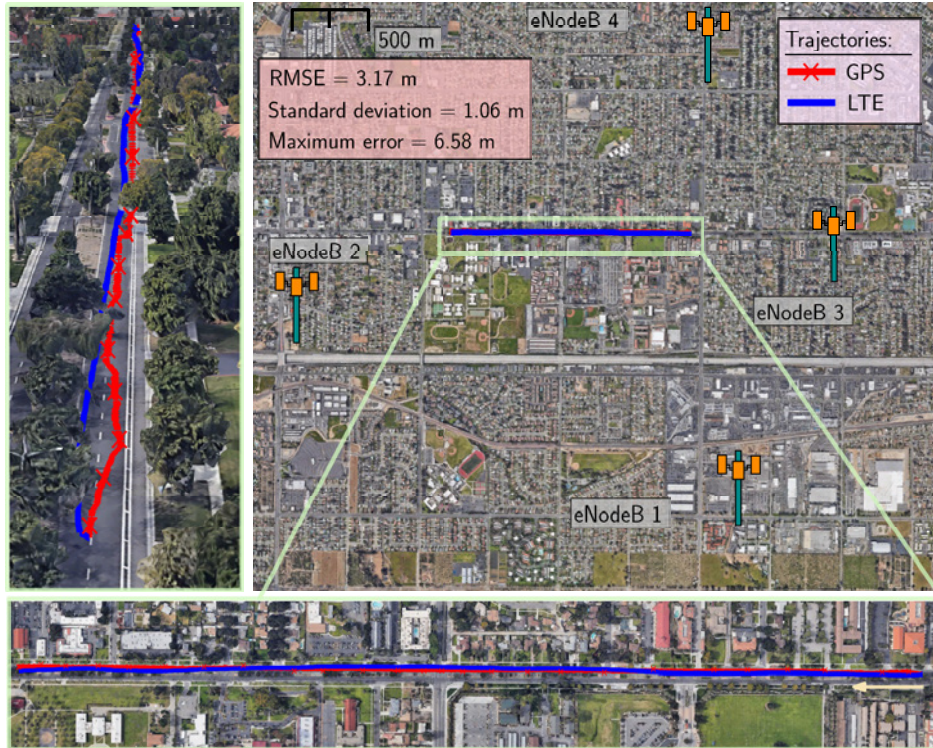 eNodeB 4
500 m
Trajectories:
GPS
LTE
RMSE = 3.17 m
Standard deviation = 1.06 m
Maximum error = 6.58 m
eNodeB 2
eNodeB 3
eNodeB 1